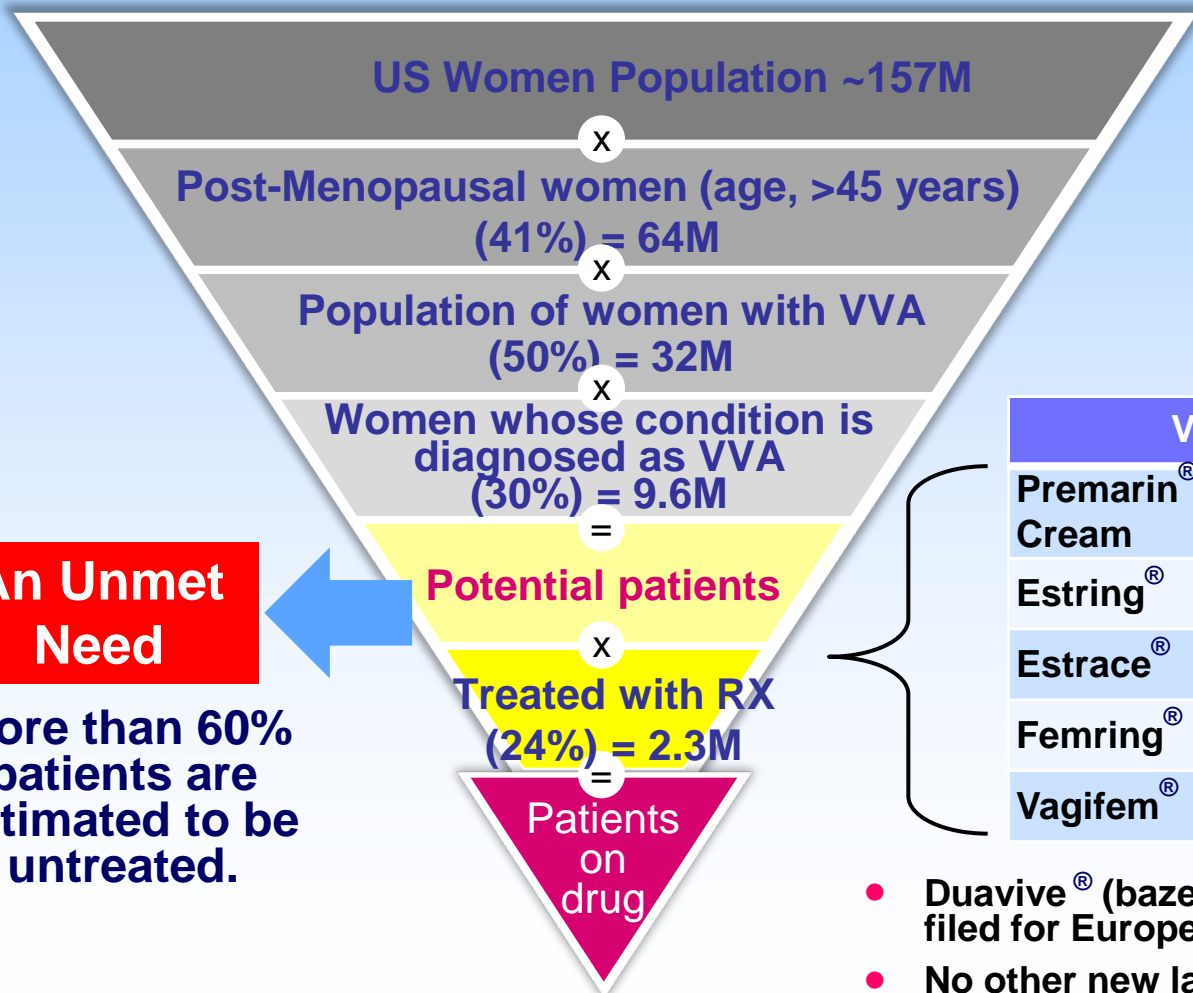 US Women Population ~157M
x
Post-Menopausal women (age, >45 years)
(41%) = 64M
x
Population of women with VVA
(50%) = 32M
x
Women whose condition is
diagnosed as VVA
(30%) = 9.6M
=
Potential patients
x
Treated with RX
(24%) = 2.3M
=
Patients
on
drug
An Unmet
Need
ore than 60%
patients are
timated to be
untreated.
V
Premarin®
Cream
Estring®
Estrace®
Femring®
Vagifem®
• Duavive® (baze
filed for Europe
• No other new la